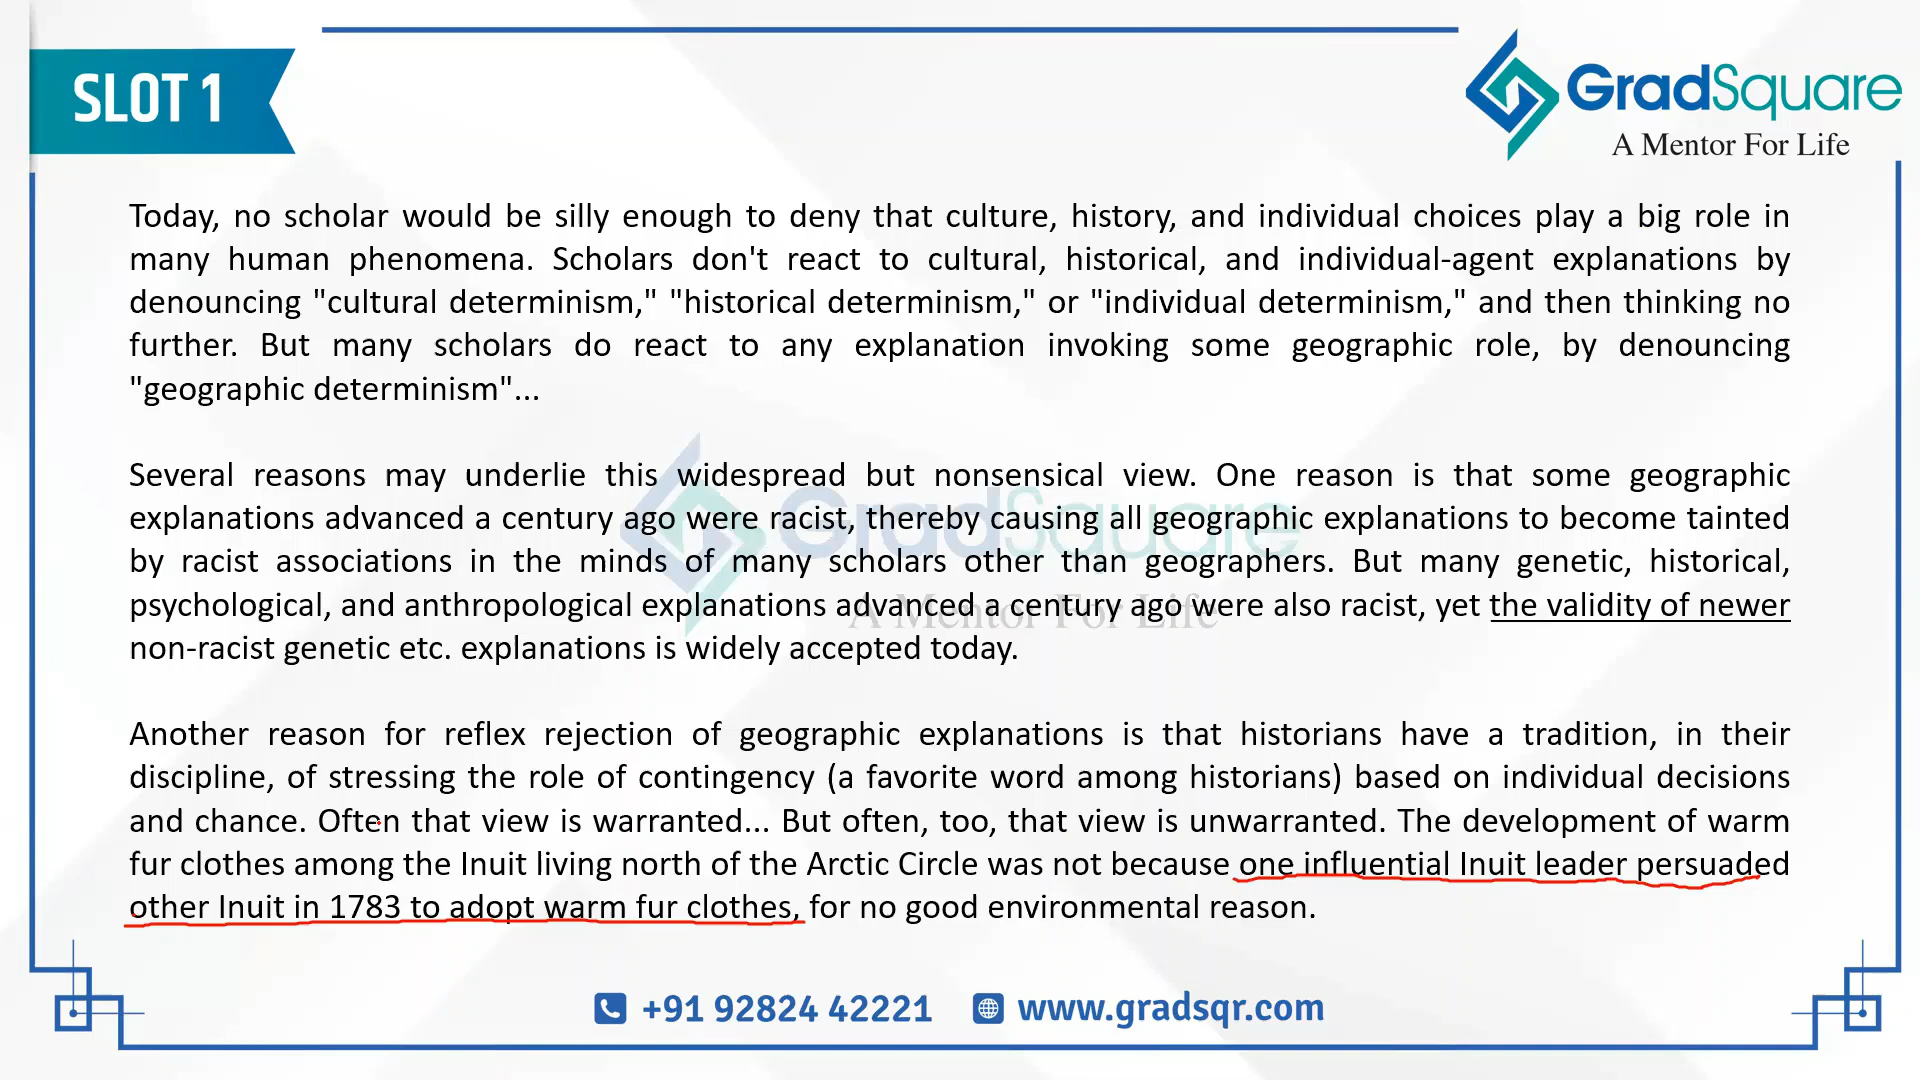 SLOT 1
GradSquare
A Mentor For Life
Today, no scholar would be silly enough to deny that culture, history, and individual choices play a big role in
many human phenomena. Scholars don't react to cultural, historical, and individual-agent explanations by
denouncing "cultural determinism," "historical determinism," or "individual determinism," and then thinking no
further. But many scholars do react to any explanation invoking some geographic role, by denouncing
"geographic determinism"...
Several reasons may underlie this widespread but nonsensical view. One reason is that some geographic
explanations advanced a century ago were racist, thereby causing all geographic explanations to become tainted
by racist associations in the minds of many scholars other than geographers. But many genetic, historical,
psychological, and anthropological explanations advanced a century ago were also racist, yet the validity of newer
non-racist genetic etc. explanations is widely accepted today.
GradSquare
A Mentor For Life
Another reason for reflex rejection of geographic explanations is that historians have a tradition, in their
discipline, of stressing the role of contingency (a favorite word among historians) based on individual decisions
and chance. Often that view is warranted... But often, too, that view is unwarranted. The development of warm
fur clothes among the Inuit living north of the Arctic Circle was not because one influential Inuit leader persuaded
other Inuit in 1783 to adopt warm fur clothes, for no good environmental reason.
+91 92824 42221 www.gradsqr.com